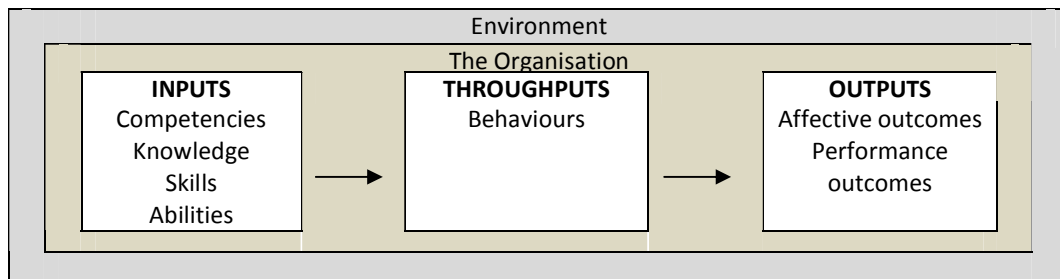 Environment
The Organisation
INPUTS
Competencies
Knowledge
Skills
Abilities
THROUGHPUTS
Behaviours
OUTPUTS
Affective outcomes
Performance
outcomes